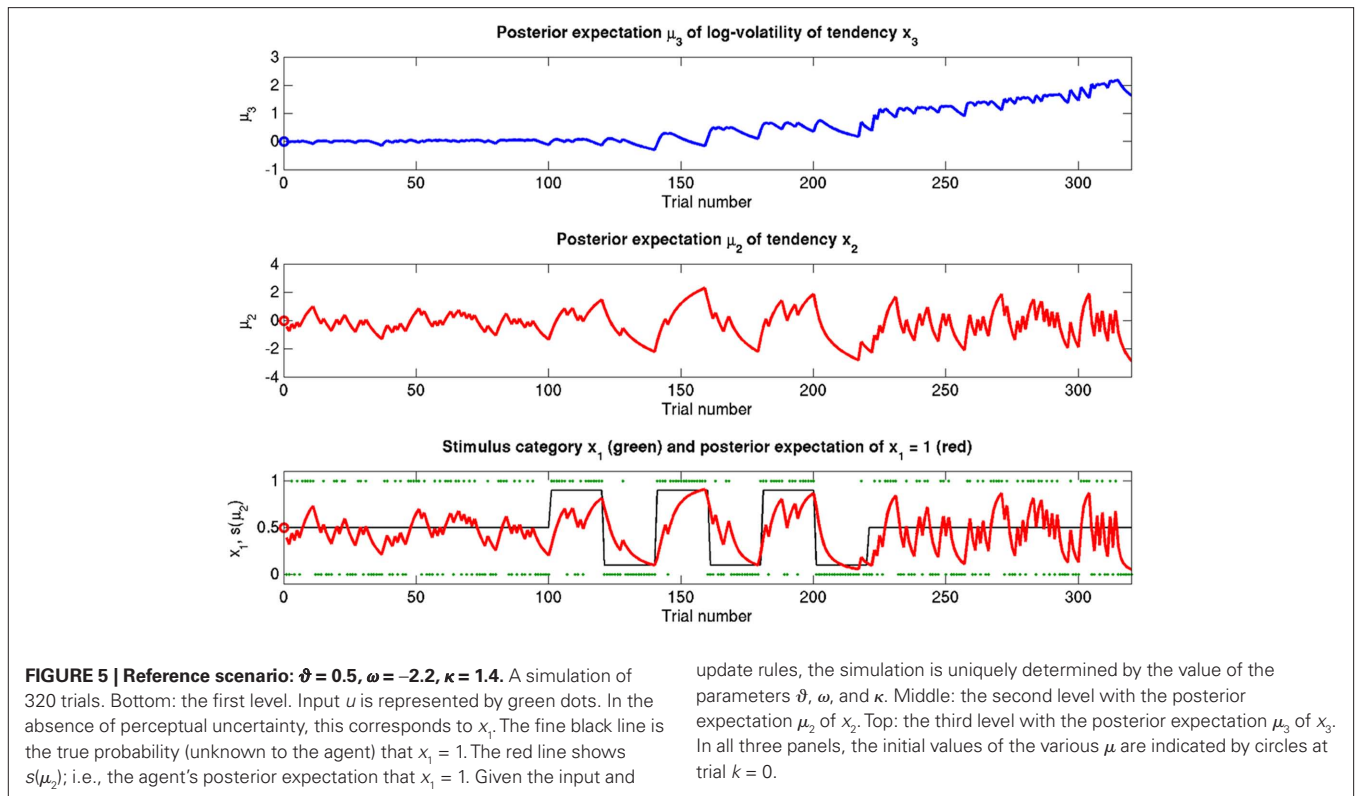 Posterior expectation μ3 of log-volatility of tendency x3
3
2
1
0
-1
μ3
0 50 100 150 200 250 300
Trial number
Posterior expectation μ2 of tendency x2
4
2
0
-2
-4
μ2
0 50 100 150 200 250 300
Trial number
Stimulus category x1 (green) and posterior expectation of x1 = 1 (red)
1
0.5
0
x1, s(μ2)
0 50 100 150 200 250 300
Trial number
FIGURE 5 | Reference scenario: ϑ = 0.5, ω = −2.2, κ = 1.4. A simulation of
320 trials. Bottom: the first level. Input u is represented by green dots. In the
absence of perceptual uncertainty, this corresponds to x1. The fine black line is
the true probability (unknown to the agent) that x1 = 1. The red line shows
s(μ2); i.e., the agent's posterior expectation that x1 = 1. Given the input and
update rules, the simulation is uniquely determined by the value of the
parameters ϑ, ω, and κ. Middle: the second level with the posterior
expectation μ2 of x2. Top: the third level with the posterior expectation μ3 of x3.
In all three panels, the initial values of the various μ are indicated by circles at
trial k = 0.